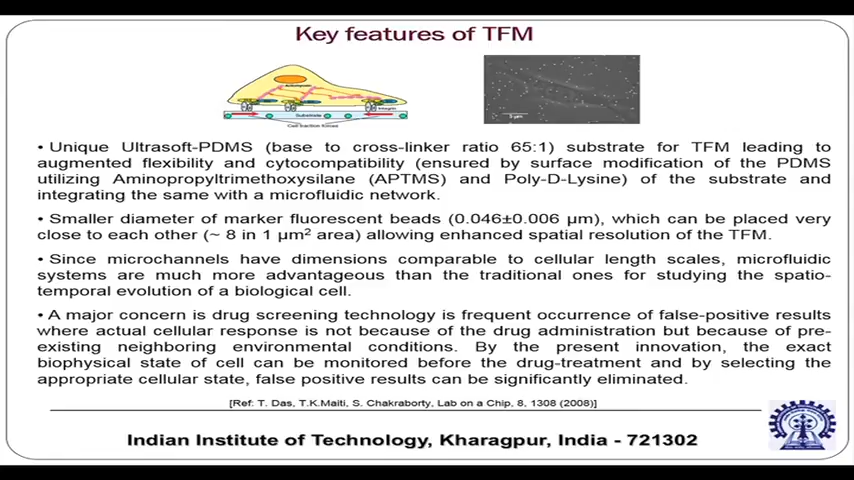 Key features of TFM
Actomyosin
Integrin
Substrate
Cell traction forces
5 μm
• Unique Ultrasoft-PDMS (base to cross-linker ratio 65:1) substrate for TFM leading to
augmented flexibility and cytocompatibility (ensured by surface modification of the PDMS
utilizing Aminopropyltrimethoxysilane (APTMS) and Poly-D-Lysine) of the substrate and
integrating the same with a microfluidic network.
• Smaller diameter of marker fluorescent beads (0.046±0.006 μm), which can be placed very
close to each other (~ 8 in 1 μm² area) allowing enhanced spatial resolution of the TFM.
• Since microchannels have dimensions comparable to cellular length scales, microfluidic
systems are much more advantageous than the traditional ones for studying the spatio-
temporal evolution of a biological cell.
• A major concern is drug screening technology is frequent occurrence of false-positive results
where actual cellular response is not because of the drug administration but because of pre-
existing neighboring environmental conditions. By the present innovation, the exact
biophysical state of cell can be monitored before the drug-treatment and by selecting the
appropriate cellular state, false positive results can be significantly eliminated.
[Ref: T. Das, T.K.Maiti, S. Chakraborty, Lab on a Chip, 8, 1308 (2008)]
Indian Institute of Technology, Kharagpur, India - 721302